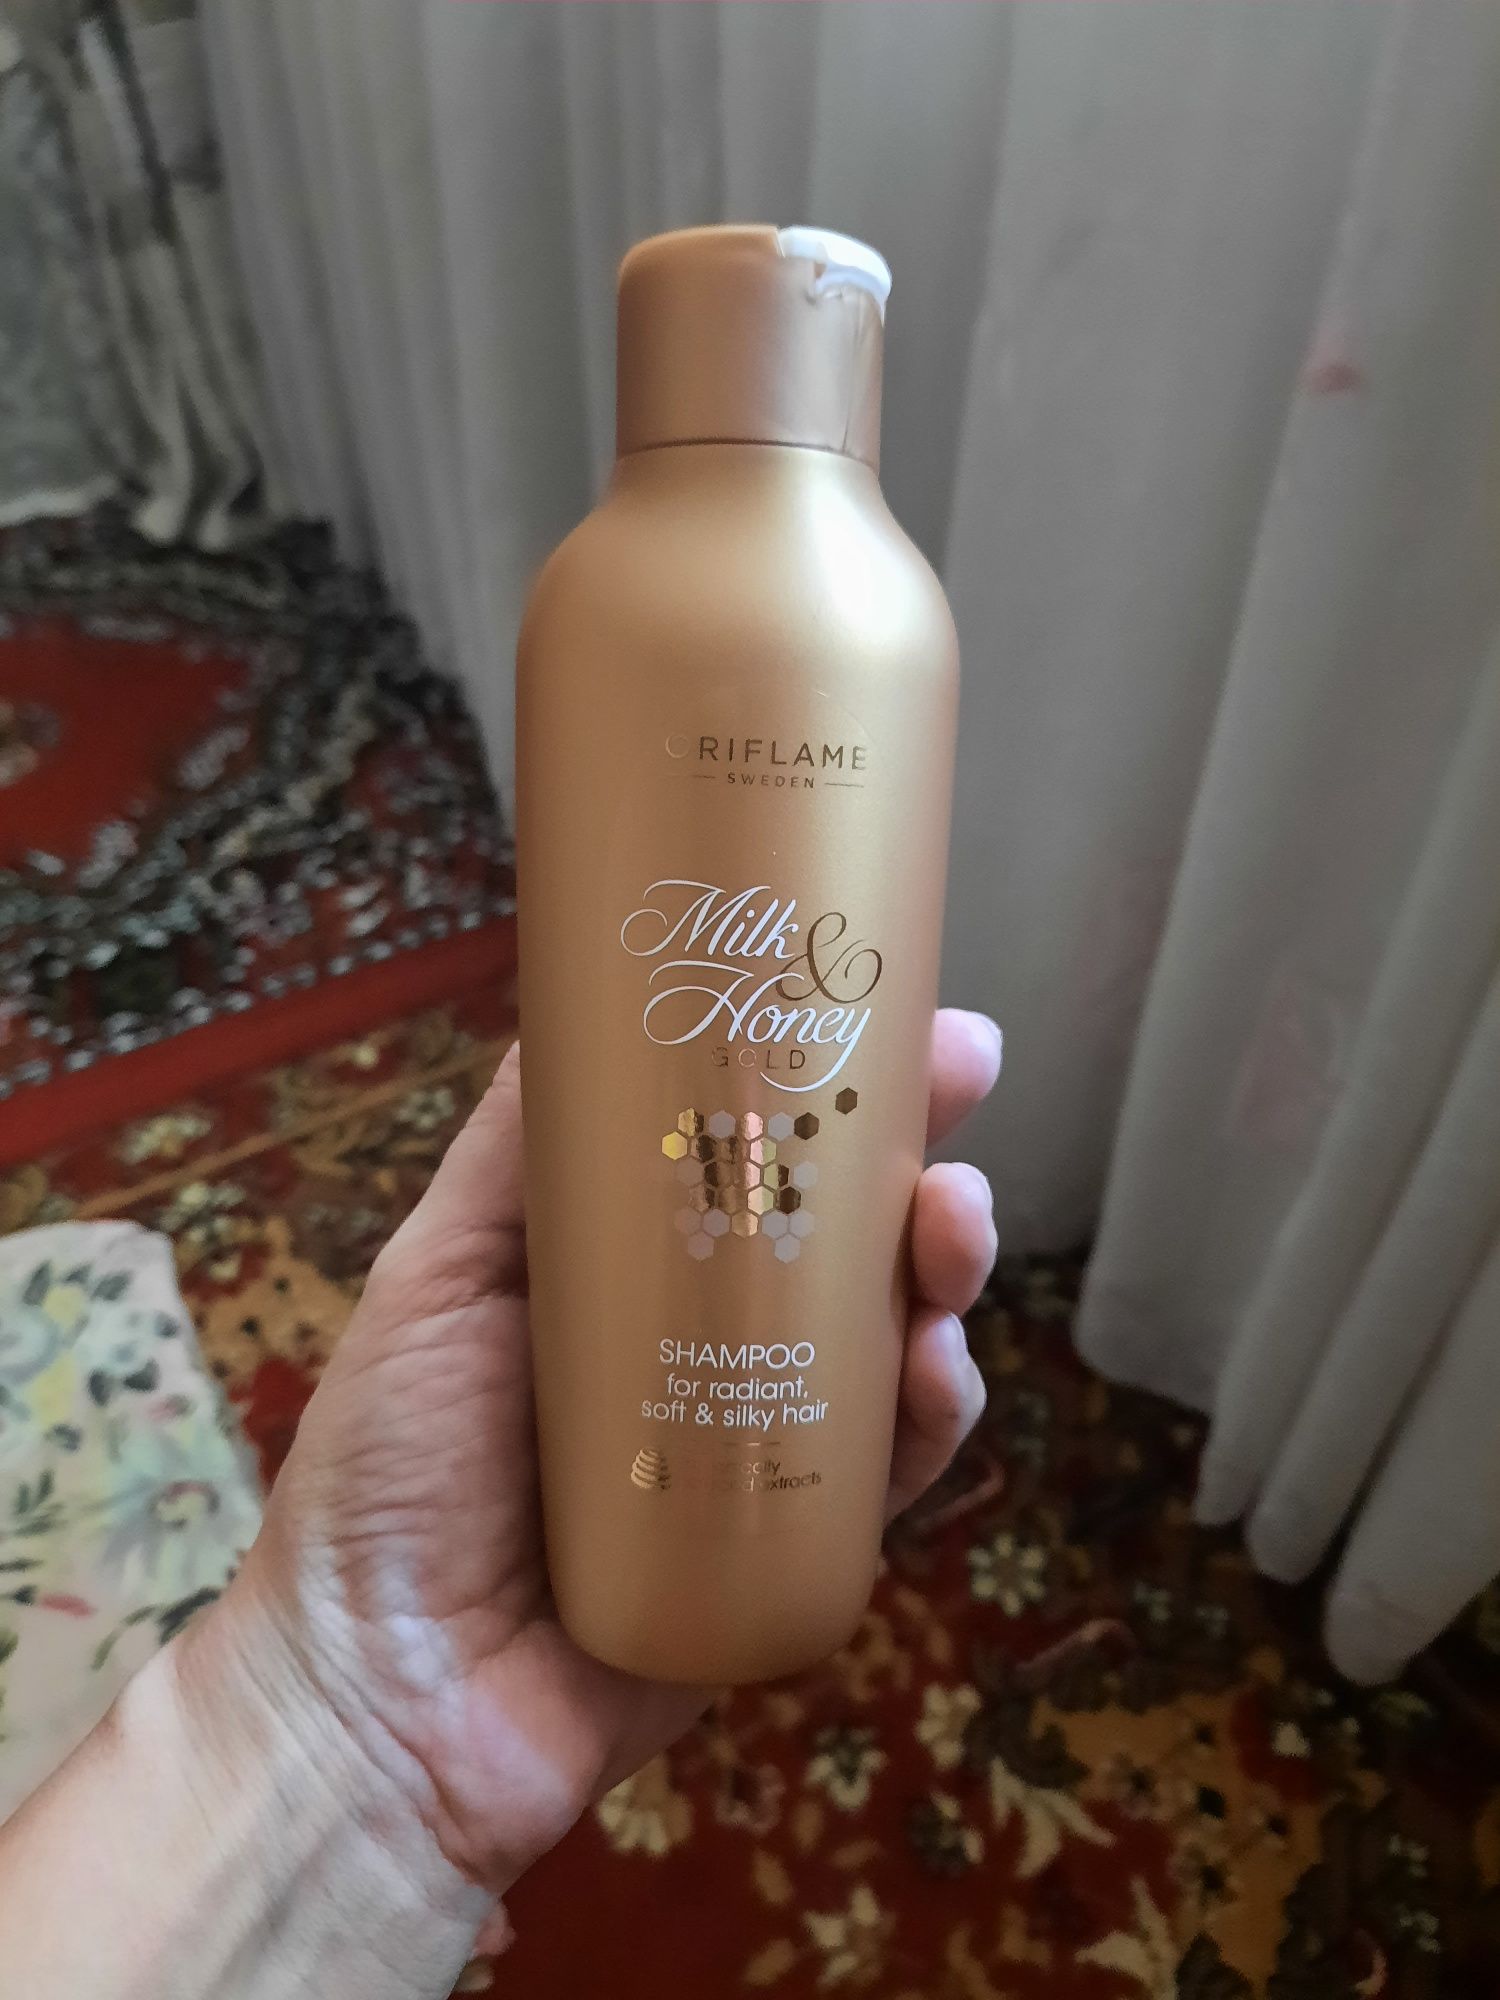 ORIFLAME
SWEDEN
Milk &
Honey
GOLD
SHAMPOO
for radiant,
soft & silky hair
extracts